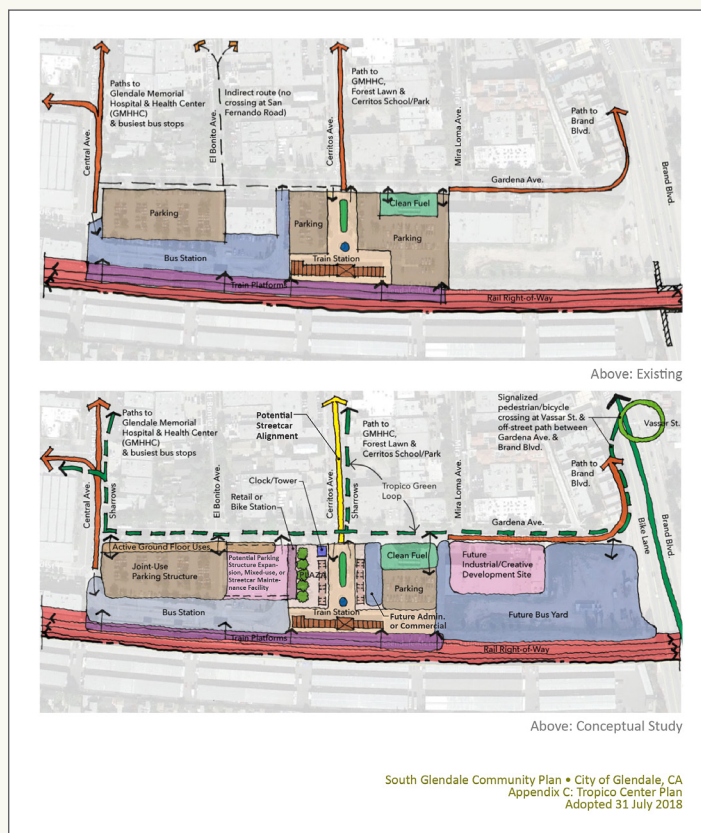 Paths to
Glendale Memorial
Hospital & Health Center
(GMHHC)
& busiest bus stops
Indirect route (no
crossing at San
Fernando Road)
Path to
GMHHC,
Forest Lawn &
Cerritos School/Park
Path to
Brand
Blvd.
Central Ave.
El Bonito Ave.
Cerritos Ave.
Mira Loma Ave.
Gardena Ave.
Brand Blvd.
Parking
Parking
Clean Fuel
Parking
Bus Station
Train Station
Train Platforms
Rail Right-of-Way
Above: Existing
Paths to
Glendale Memorial
Hospital & Health Center
(GMHHC)
& busiest bus stops
Potential
Streetcar
Alignment
Path to
GMHHC,
Forest Lawn &
Cerritos School/Park
Signalized
pedestrian/bicycle
crossing at Vassar St. &
off-street path between
Gardena Ave. &
Brand Blvd.
Vassar St.
Path to
Brand
Blvd.
Clock/Tower
Retail or
Bike Station
Tropico Green
Loop
Central Ave.
Sharrows
El Bonito Ave.
Cerritos Ave.
Sharrows
Mira Loma Ave.
Gardena Ave.
Bike Lane
Brand Blvd.
Active Ground Floor Uses
Joint-Use
Parking Structure
Potential Parking
Structure Expan-
sion, Mixed-use, or
Streetcar Mainte-
nance Facility
PLAZA
Clean Fuel
Parking
Future
Industrial/Creative
Development Site
Bus Station
Train Station
Future Admin.
or Commercial
Future Bus Yard
Train Platforms
Rail Right-of-Way
Above: Conceptual Study
South Glendale Community Plan • City of Glendale, CA
Appendix C: Tropico Center Plan
Adopted 31 July 2018